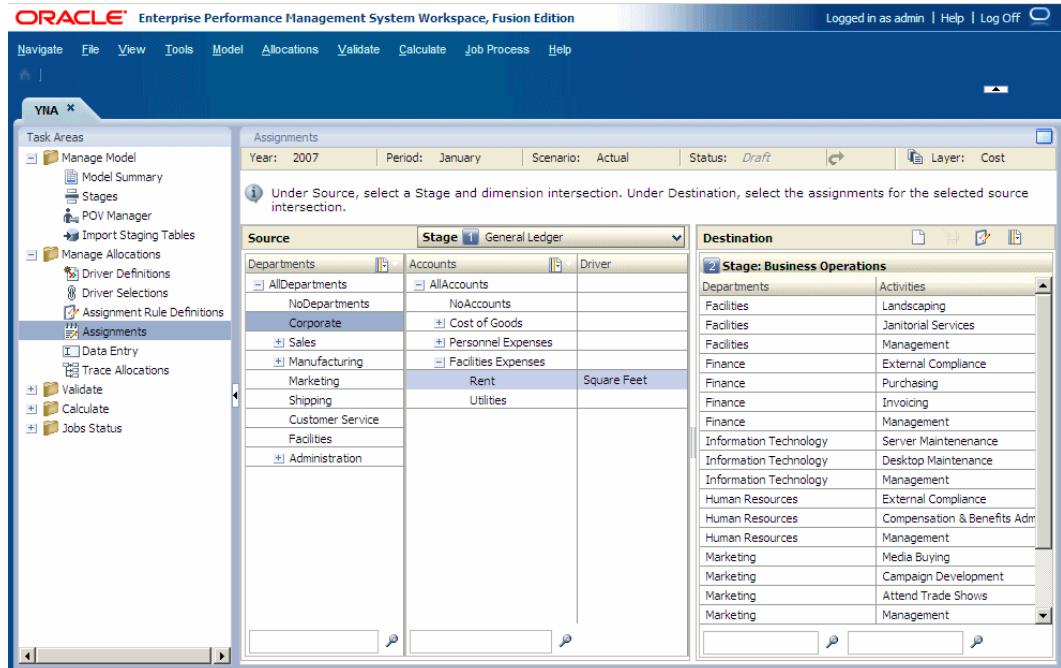 ORACLE® Enterprise Performance Management System Workspace, Fusion Edition
Logged in as admin | Help | Log Off
Navigate File View Tools Model Allocations Validate Calculate Job Process Help
YNA
Task Areas
Manage Model
Model Summary
Stages
POV Manager
Import Staging Tables
Manage Allocations
Driver Definitions
Driver Selections
Assignment Rule Definitions
Assignments
Data Entry
Trace Allocations
Validate
Calculate
Jobs Status
Assignments
Year: 2007 Period: January Scenario: Actual Status: Draft Layer: Cost
Under Source, select a Stage and dimension intersection. Under Destination, select the assignments for the selected source
intersection.
Source Stage 1 General Ledger
Departments Accounts Driver
AllDepartments AllAccounts
NoDepartments NoAccounts
Corporate Cost of Goods
Sales Personnel Expenses
Manufacturing Facilities Expenses
Marketing Rent Square Feet
Shipping Utilities
Customer Service
Facilities
Administration
Destination
2 Stage: Business Operations
Departments Activities
Facilities Landscaping
Facilities Janitorial Services
Facilities Management
Finance External Compliance
Finance Purchasing
Finance Invoicing
Finance Management
Information Technology Server Maintenenance
Information Technology Desktop Maintenance
Information Technology Management
Human Resources External Compliance
Human Resources Compensation & Benefits Adm
Human Resources Management
Marketing Media Buying
Marketing Campaign Development
Marketing Attend Trade Shows
Marketing Management